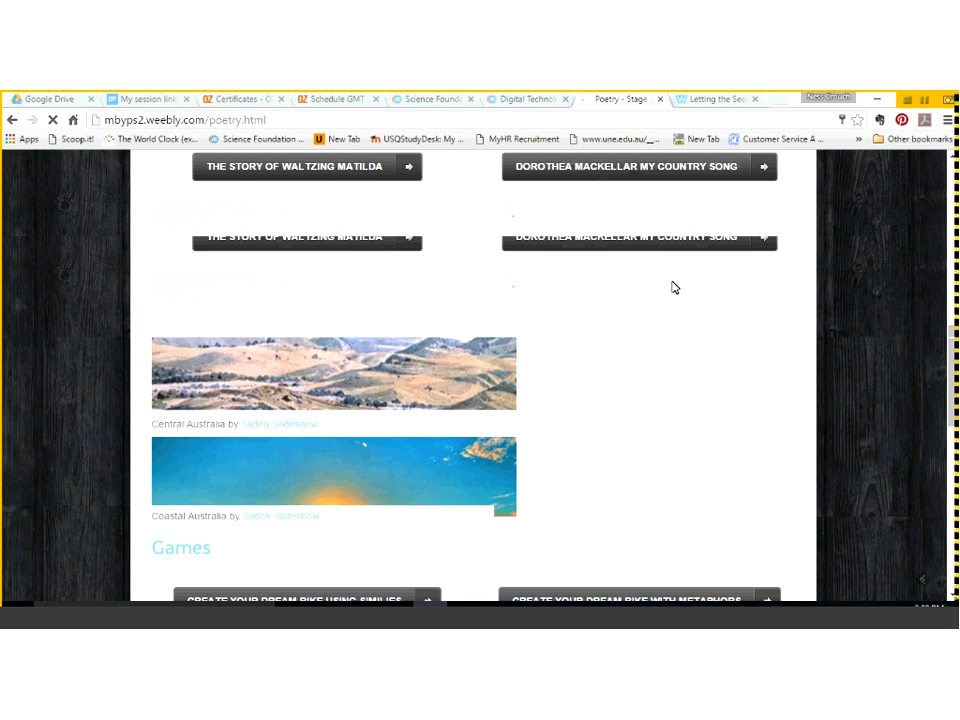 Google Drive
My session link
Certificates - O
Schedule GMT
Science Founda
Digital Technol
Poetry - Stage
Letting the See
Ness Crouch
mbyps2.weebly.com/poetry.html
Apps
Scoop.it!
The World Clock (ex...
Science Foundation ...
New Tab
USQStudyDesk: My ...
MyHR Recruitment
www.une.edu.au/__...
New Tab
Customer Service A ...
»
Other bookmarks
THE STORY OF WALTZING MATILDA
DOROTHEA MACKELLAR MY COUNTRY SONG
THE STORY OF WALTZING MATILDA
DOROTHEA MACKELLAR MY COUNTRY SONG
Central Australia by Slidely Slideshow
Coastal Australia by Slidely Slideshow
Games
CREATE YOUR DREAM BIKE USING SIMILIES
CREATE YOUR DREAM BIKE WITH METAPHORS